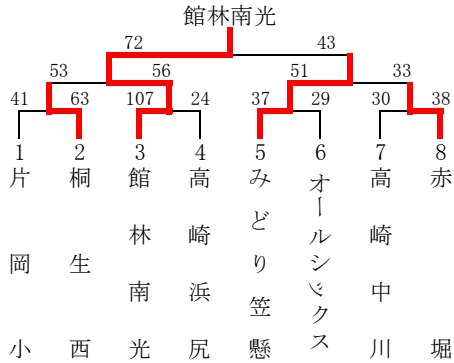 館林南光
72 43
53 56 51 33
41 63 107 24 37 29 30 38
1 2 3 4 5 6 7 8
片岡小
桐生西
館林南光
高崎浜尻
みどり笠懸
オールシックス
高崎中川
赤堀